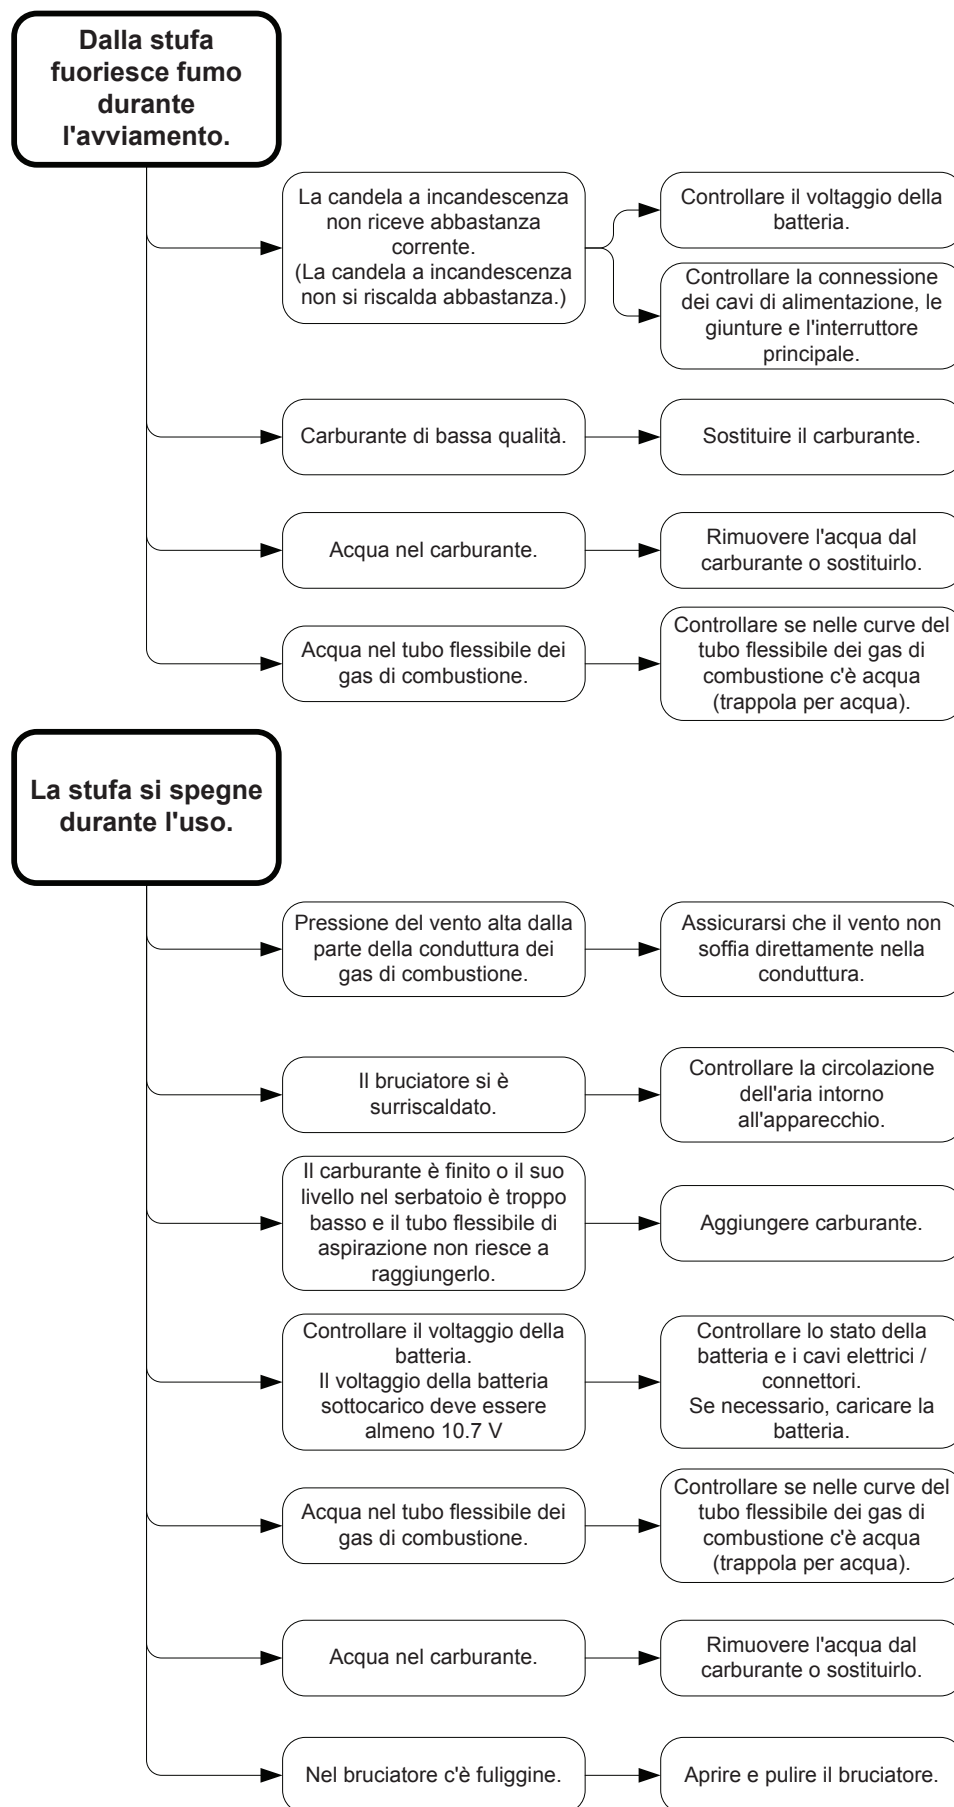 Dalla stufa
fuoriesce fumo
durante
l'avviamento.
La candela a incandescenza
non riceve abbastanza
corrente.
(La candela a incandescenza
non si riscalda abbastanza.)
Controllare il voltaggio della
batteria.
Controllare la connessione
dei cavi di alimentazione, le
giunture e l'interruttore
principale.
Carburante di bassa qualità.
Sostituire il carburante.
Acqua nel carburante.
Rimuovere l'acqua dal
carburante o sostituirlo.
Acqua nel tubo flessibile dei
gas di combustione.
Controllare se nelle curve del
tubo flessibile dei gas di
combustione c'è acqua
(trappola per acqua).
La stufa si spegne
durante l'uso.
Pressione del vento alta dalla
parte della conduttura dei
gas di combustione.
Assicurarsi che il vento non
soffia direttamente nella
conduttura.
Il bruciatore si è
surriscaldato.
Controllare la circolazione
dell'aria intorno
all'apparecchio.
Il carburante è finito o il suo
livello nel serbatoio è troppo
basso e il tubo flessibile di
aspirazione non riesce a
raggiungerlo.
Aggiungere carburante.
Controllare il voltaggio della
batteria.
Il voltaggio della batteria
sottocarico deve essere
almeno 10.7 V
Controllare lo stato della
batteria e i cavi elettrici /
connettori.
Se necessario, caricare la
batteria.
Acqua nel tubo flessibile dei
gas di combustione.
Controllare se nelle curve del
tubo flessibile dei gas di
combustione c'è acqua
(trappola per acqua).
Acqua nel carburante.
Rimuovere l'acqua dal
carburante o sostituirlo.
Nel bruciatore c'è fuliggine.
Aprire e pulire il bruciatore.